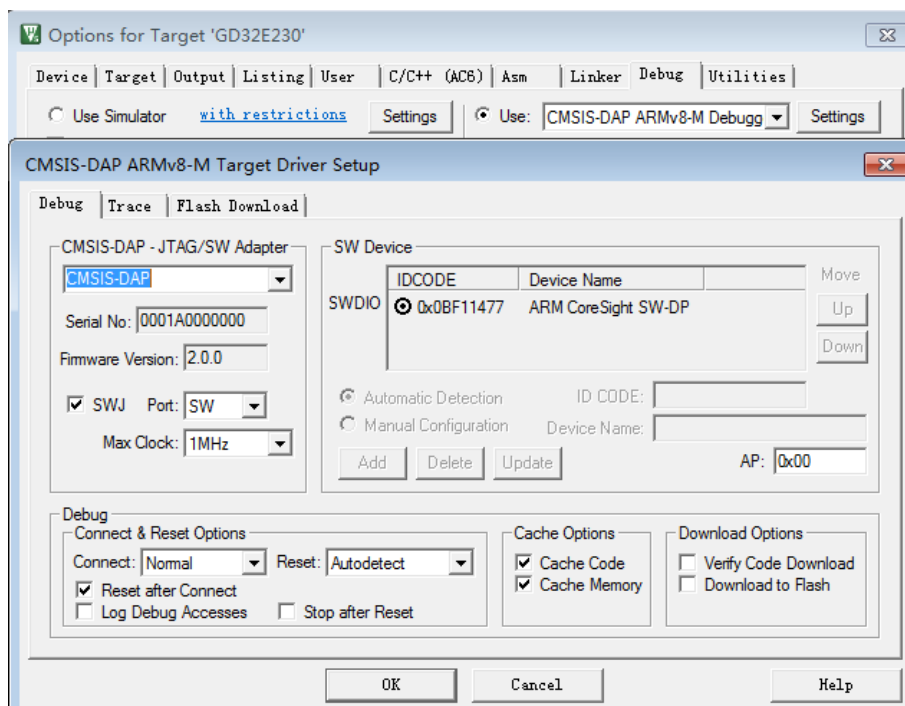 Options for Target 'GD32E230'
Device Target Output Listing User C/C++ (AC6) Asm Linker Debug Utilities
Use Simulator with restrictions Settings Use: CMSIS-DAP ARMv8-M Debugg Settings
CMSIS-DAP ARMv8-M Target Driver Setup
Debug Trace Flash Download
CMSIS-DAP - JTAG/SW Adapter
CMSIS-DAP
Serial No: 0001A0000000
Firmware Version: 2.0.0
SWJ Port: SW
Max Clock: 1MHz
SW Device
IDCODE Device Name
SWDIO 0x0BF11477 ARM CoreSight SW-DP
Move
Up
Down
Automatic Detection ID CODE:
Manual Configuration Device Name:
Add Delete Update AP: 0x00
Debug
Connect & Reset Options
Connect: Normal Reset: Autodetect
Reset after Connect
Log Debug Accesses Stop after Reset
Cache Options
Cache Code
Cache Memory
Download Options
Verify Code Download
Download to Flash
OK Cancel Help